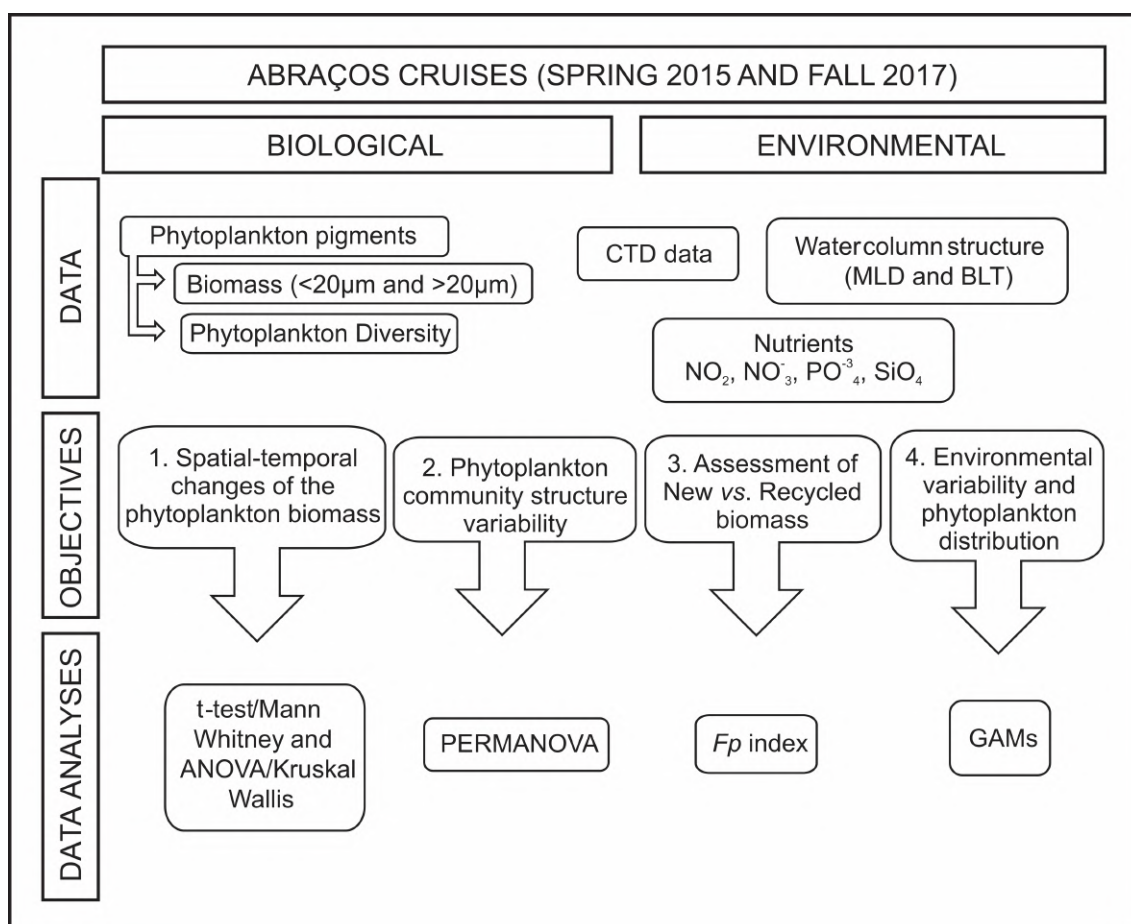 ABRAÇOS CRUISES (SPRING 2015 AND FALL 2017)
BIOLOGICAL
ENVIRONMENTAL
DATA
Phytoplankton pigments
Biomass (<20µm and >20µm)
Phytoplankton Diversity
CTD data
Water column structure
(MLD and BLT)
Nutrients
NO₂, NO⁻₃, PO⁻³₄, SiO₄
OBJECTIVES
1. Spatial-temporal
changes of the
phytoplankton biomass
2. Phytoplankton
community structure
variability
3. Assessment of
New vs. Recycled
biomass
4. Environmental
variability and
phytoplankton
distribution
DATA ANALYSES
t-test/Mann
Whitney and
ANOVA/Kruskal
Wallis
PERMANOVA
Fp index
GAMs